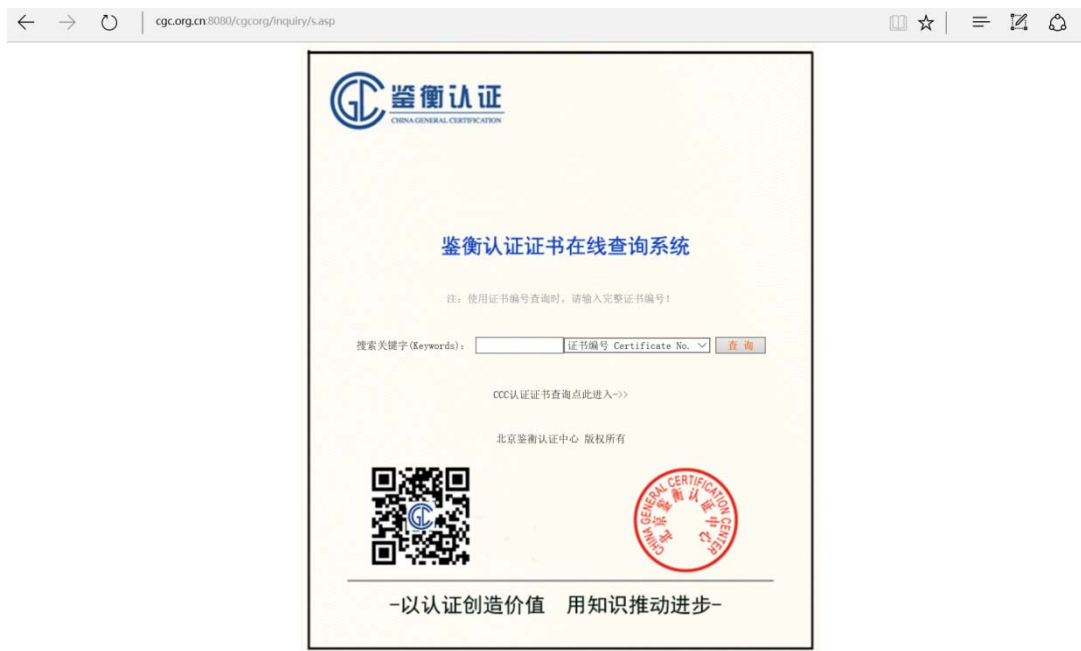 cgc.org.cn:8080/cgcorg/inquiry/s.asp
鉴衡认证
CHINA GENERAL CERTIFICATION
鉴衡认证证书在线查询系统
注：使用证书编号查询时，请输入完整证书编号！
搜索关键字(Keywords)： 证书编号 Certificate No. 查 询
CCC认证证书查询点此进入->>
北京鉴衡认证中心 版权所有
CHINA GENERAL CERTIFICATION CENTER
北京鉴衡认证中心
-以认证创造价值 用知识推动进步-